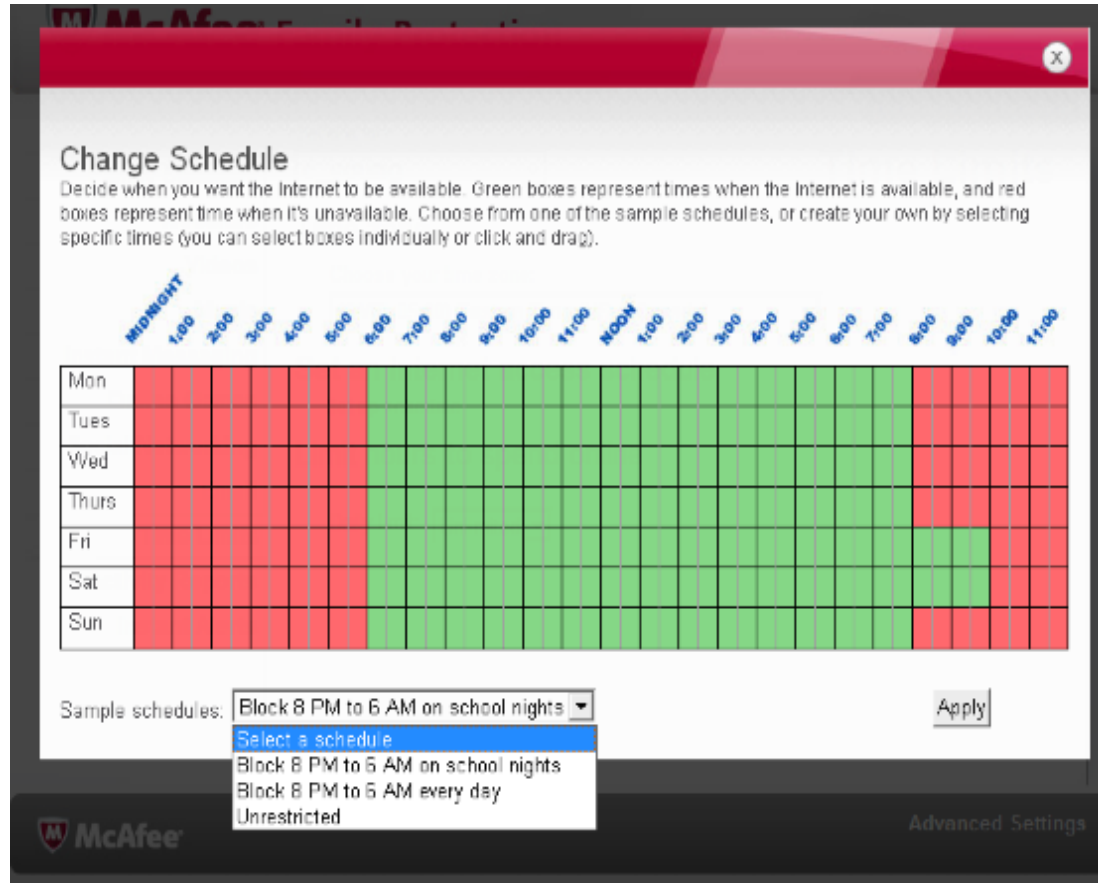 McAfee Family Protection
X
Change Schedule
Decide when you want the Internet to be available. Green boxes represent times when the Internet is available, and red
boxes represent time when it's unavailable. Choose from one of the sample schedules, or create your own by selecting
specific times (you can select boxes individually or click and drag).
MIDNIGHT 1:00 2:00 3:00 4:00 5:00 6:00 7:00 8:00 9:00 10:00 11:00 NOON 1:00 2:00 3:00 4:00 5:00 6:00 7:00 8:00 9:00 10:00 11:00
Mon
Tues
Wed
Thurs
Fri
Sat
Sun
Sample schedules: Block 8 PM to 6 AM on school nights Apply
Select a schedule
Block 8 PM to 6 AM on school nights
Block 8 PM to 6 AM every day
Unrestricted
McAfee Advanced Settings